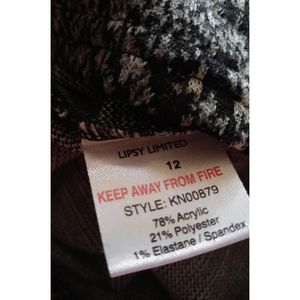 LIPSY LIMITED
12
KEEP AWAY FROM FIRE
STYLE: KN00879
78% Acrylic
21% Polyester
1% Elastane / Spandex